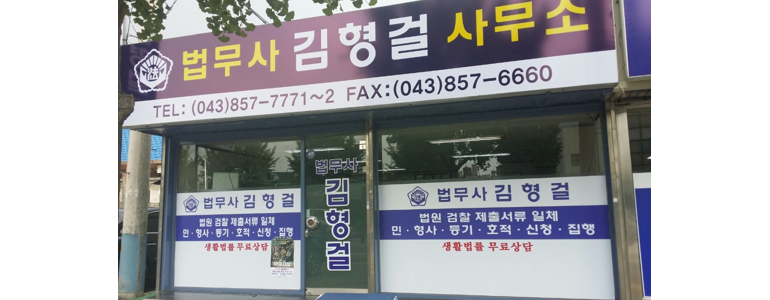 법무사 김형걸 사무소
TEL: (043)857-7771~2 FAX:(043)857-6660
법무사 김형걸
법원 검찰 제출서류 일체
민·형사·등기·호적·신청·집행
생활법률 무료상담
법무사 김형걸
법무사 김형걸
법원 검찰 제출서류 일체
민·형사·등기·호적·신청·집행
생활법률 무료상담